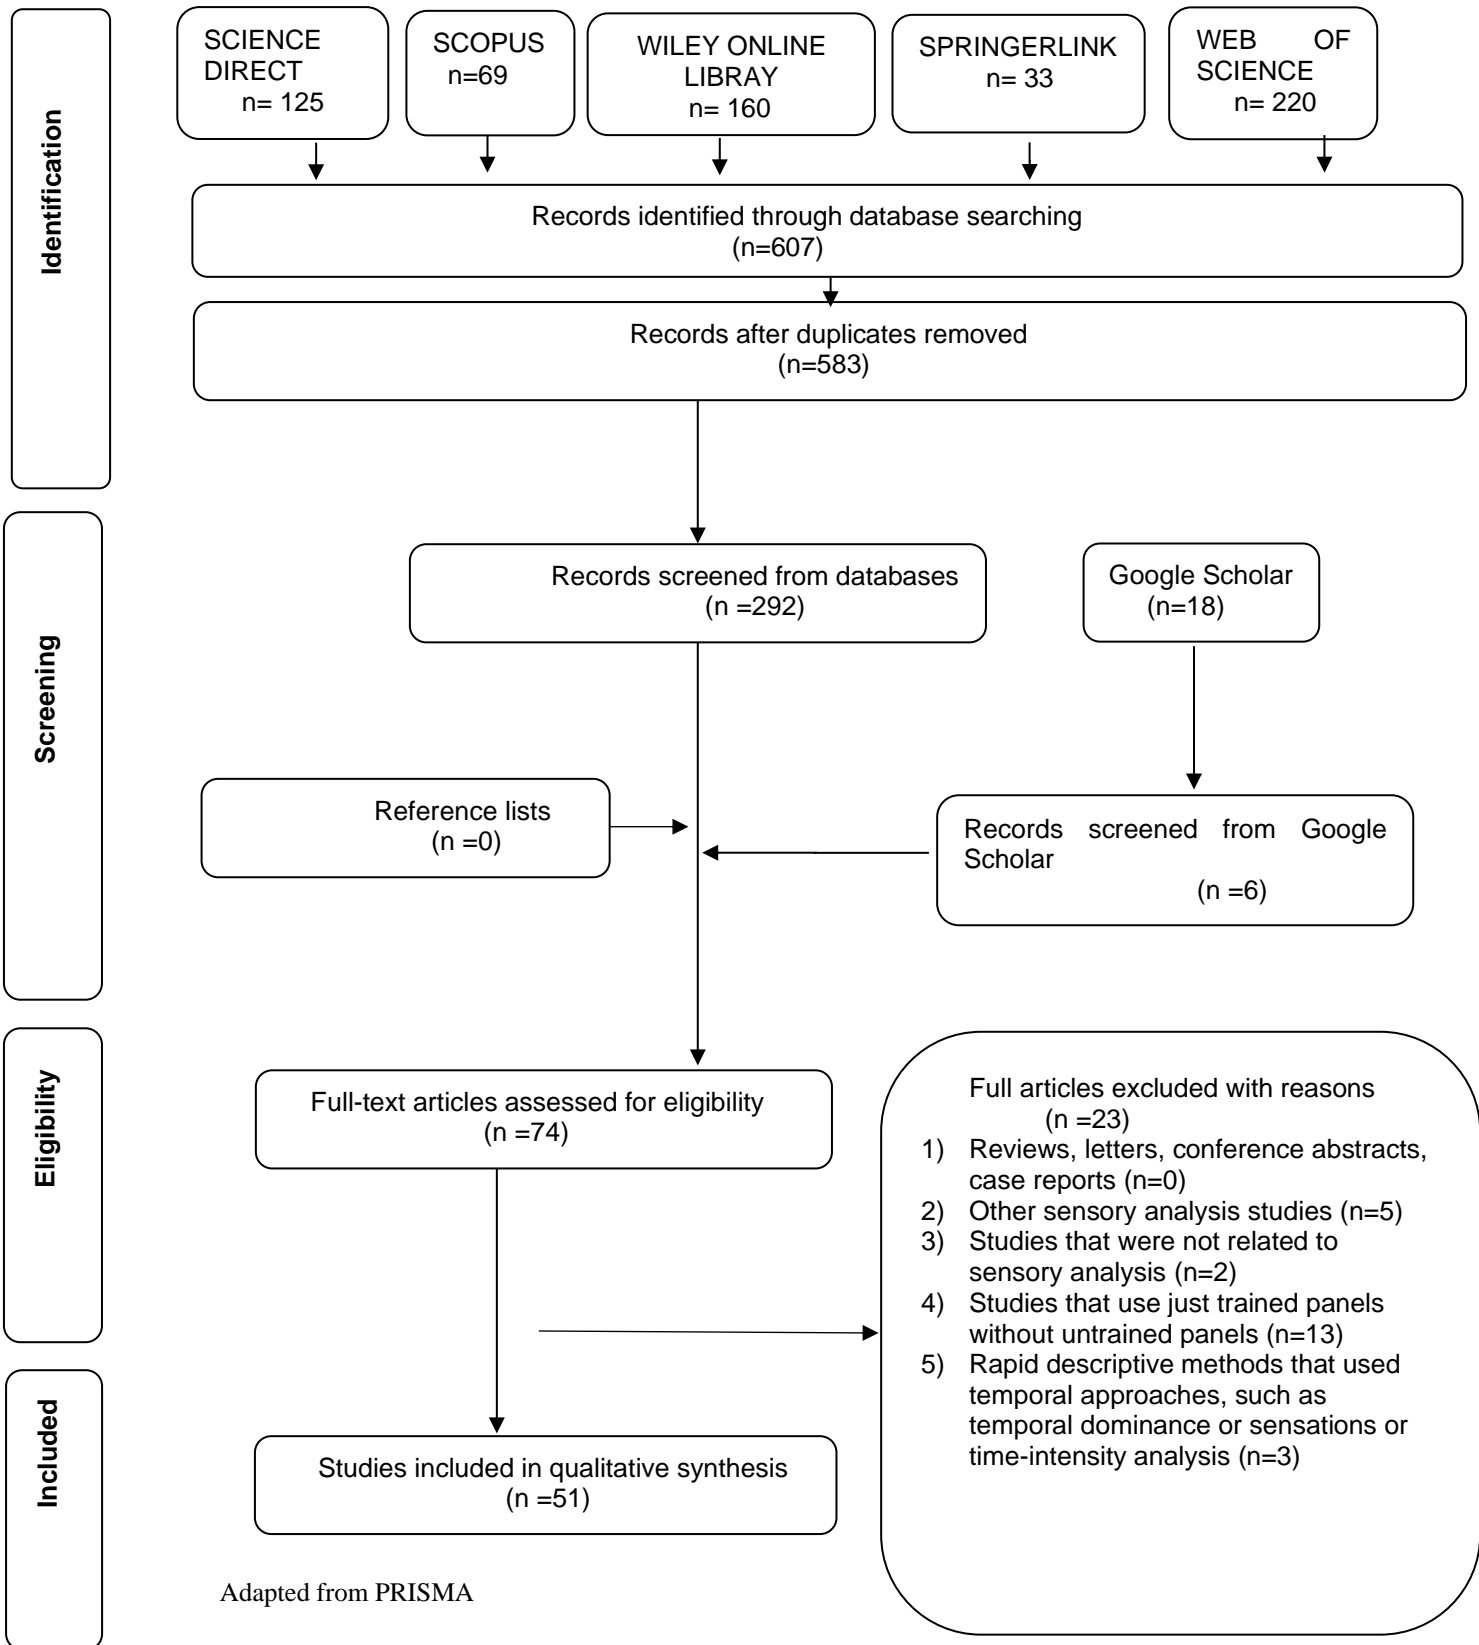 Identification
SCIENCE
DIRECT
n= 125
SCOPUS
n=69
WILEY ONLINE
LIBRAY
n= 160
SPRINGERLINK
n= 33
WEB OF
SCIENCE
n= 220
Records identified through database searching
(n=607)
Records after duplicates removed
(n=583)
Screening
Records screened from databases
(n =292)
Google Scholar
(n=18)
Reference lists
(n =0)
Records screened from Google
Scholar
(n =6)
Eligibility
Full-text articles assessed for eligibility
(n =74)
Full articles excluded with reasons
(n =23)
1) Reviews, letters, conference abstracts,
case reports (n=0)
2) Other sensory analysis studies (n=5)
3) Studies that were not related to
sensory analysis (n=2)
4) Studies that use just trained panels
without untrained panels (n=13)
5) Rapid descriptive methods that used
temporal approaches, such as
temporal dominance or sensations or
time-intensity analysis (n=3)
Included
Studies included in qualitative synthesis
(n =51)
Adapted from PRISMA